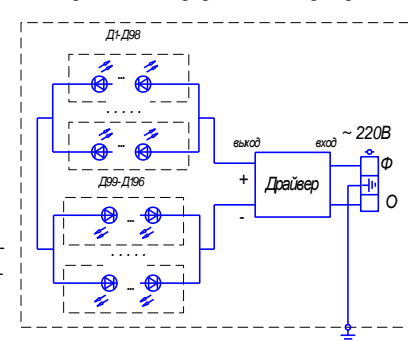 Д1-Д98
...
.....
...
Д99-Д196
...
.....
...
выход
вход
~ 220В
+
-
Драйвер
Ф
О